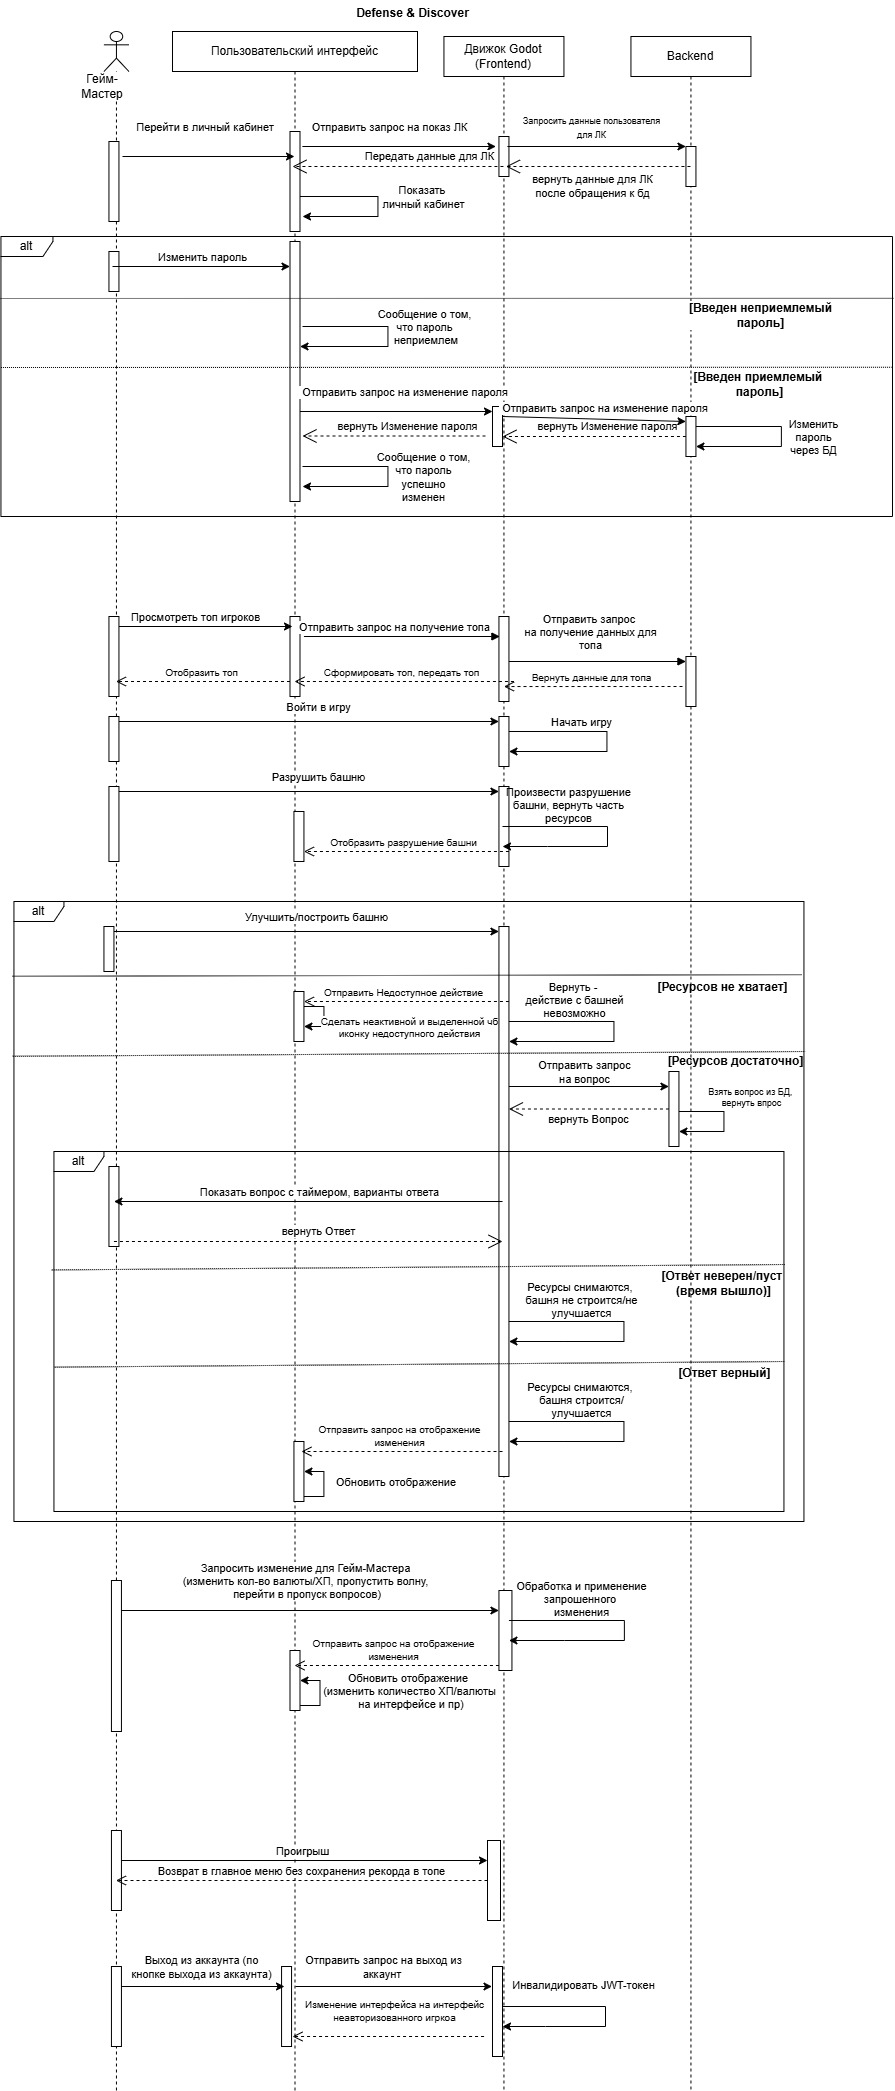 Defense & Discover
Гейм-
Мастер
Пользовательский интерфейс
Движок Godot
(Frontend)
Backend
Перейти в личный кабинет
Отправить запрос на показ ЛК
Запросить данные пользователя
для ЛК
Передать данные для ЛК
вернуть данные для ЛК
после обращения к бд
Показать
личный кабинет
alt
Изменить пароль
[Введен неприемлемый
пароль]
Сообщение о том,
что пароль
неприемлем
[Введен приемлемый
пароль]
Отправить запрос на изменение пароля
Отправить запрос на изменение пароля
вернуть Изменение пароля
вернуть Изменение пароля
Изменить
пароль
через БД
Сообщение о том,
что пароль
успешно
изменен
Просмотреть топ игроков
Отправить запрос на получение топа
Отправить запрос
на получение данных для
топа
Отобразить топ
Сформировать топ, передать топ
Вернуть данные для топа
Войти в игру
Начать игру
Разрушить башню
Произвести разрушение
башни, вернуть часть
ресурсов
Отобразить разрушение башни
alt
Улучшить/построить башню
[Ресурсов не хватает]
Отправить Недоступное действие
Вернуть -
действие с башней
невозможно
Сделать неактивной и выделенной чб
иконку недоступного действия
[Ресурсов достаточно]
Отправить запрос
на вопрос
Взять вопрос из БД,
вернуть впрос
вернуть Вопрос
alt
Показать вопрос с таймером, варианты ответа
вернуть Ответ
[Ответ неверен/пуст
(время вышло)]
Ресурсы снимаются,
башня не строится/не
улучшается
[Ответ верный]
Ресурсы снимаются,
башня строится/
улучшается
Отправить запрос на отображение
изменения
Обновить отображение
Запросить изменение для Гейм-Мастера
(изменить кол-во валюты/ХП, пропустить волну,
перейти в пропуск вопросов)
Обработка и применение
запрошенного
изменения
Отправить запрос на отображение
изменения
Обновить отображение
(изменить количество ХП/валюты
на интерфейсе и пр)
Проигрыш
Возврат в главное меню без сохранения рекорда в топе
Выход из аккаунта (по
кнопке выхода из аккаунта)
Отправить запрос на выход из
аккаунт
Инвалидировать JWT-токен
Изменение интерфейса на интерфейс
неавторизованного игркоа